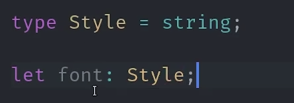 type Style = string;
let font: Style;